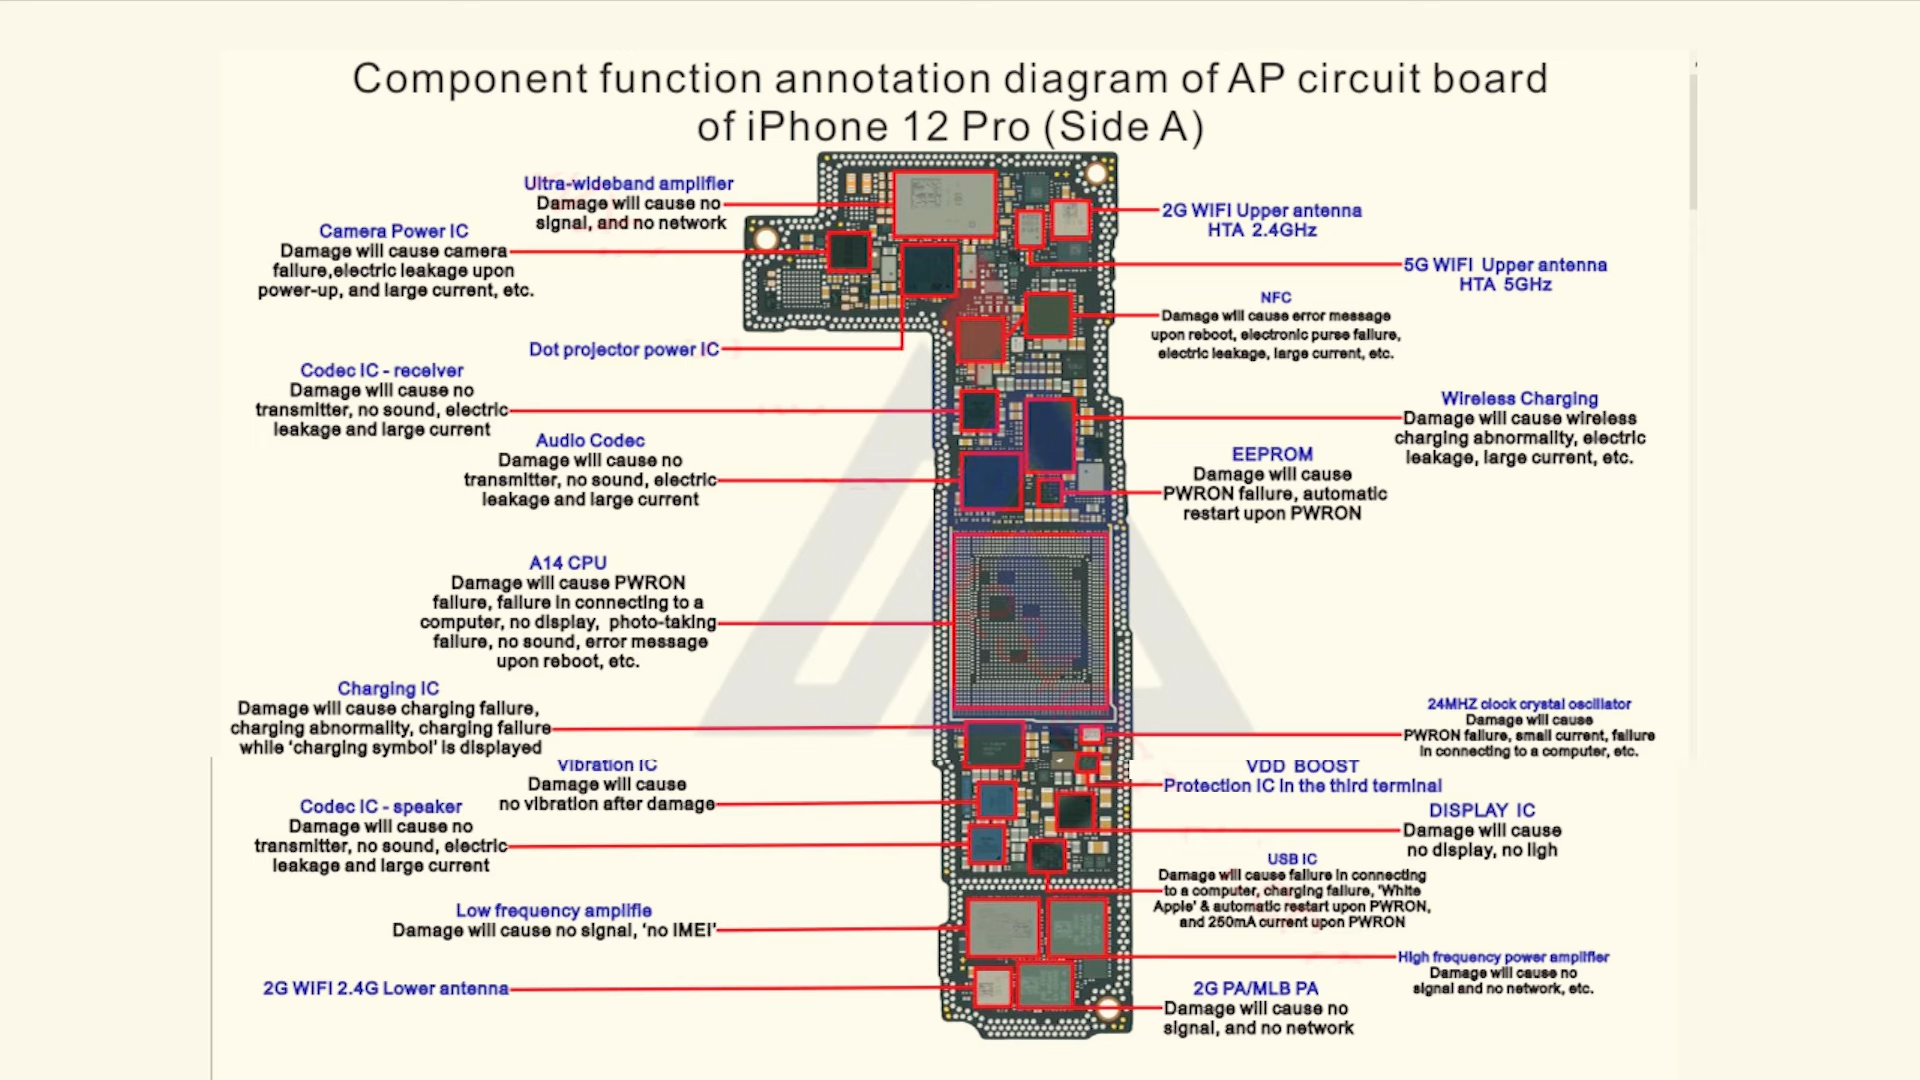 Component function annotation diagram of AP circuit board
of iPhone 12 Pro (Side A)
Ultra-wideband amplifier
Damage will cause no
signal, and no network
Camera Power IC
Damage will cause camera
failure,electric leakage upon
power-up, and large current, etc.
Dot projector power IC
Codec IC - receiver
Damage will cause no
transmitter, no sound, electric
leakage and large current
Audio Codec
Damage will cause no
transmitter, no sound, electric
leakage and large current
A14 CPU
Damage will cause PWRON
failure, failure in connecting to a
computer, no display, photo-taking
failure, no sound, error message
upon reboot, etc.
Charging IC
Damage will cause charging failure,
charging abnormality, charging failure
while ‘charging symbol’ is displayed
Vibration IC
Damage will cause
no vibration after damage
Codec IC - speaker
Damage will cause no
transmitter, no sound, electric
leakage and large current
Low frequency amplifie
Damage will cause no signal, ‘no IMEI’
2G WIFI 2.4G Lower antenna
2G WIFI Upper antenna
HTA 2.4GHz
5G WIFI Upper antenna
HTA 5GHz
NFC
Damage will cause error message
upon reboot, electronic purse failure,
electric leakage, large current, etc.
Wireless Charging
Damage will cause wireless
charging abnormality, electric
leakage, large current, etc.
EEPROM
Damage will cause
PWRON failure, automatic
restart upon PWRON
24MHZ clock crystal oscillator
Damage will cause
PWRON failure, small current, failure
in connecting to a computer, etc.
VDD BOOST
Protection IC in the third terminal
DISPLAY IC
Damage will cause
no display, no ligh
USB IC
Damage will cause failure in connecting
to a computer, charging failure, ‘White
Apple’ & automatic restart upon PWRON,
and 250mA current upon PWRON
High frequency power amplifier
Damage will cause no
signal and no network, etc.
2G PA/MLB PA
Damage will cause no
signal, and no network